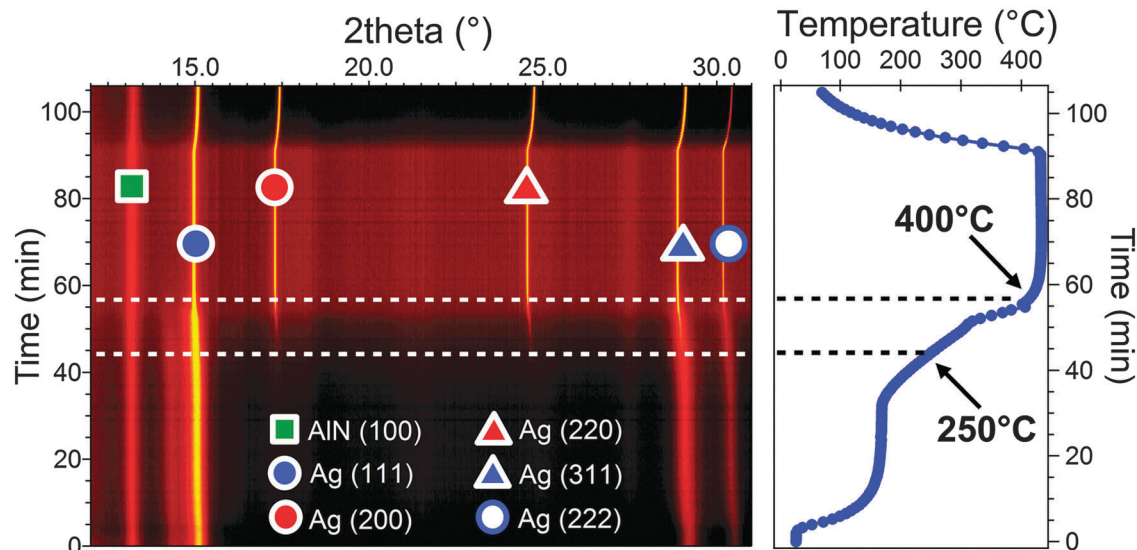 2theta (°)
15.0 20.0 25.0 30.0
Time (min)
100
80
60
40
20
0
AlN (100)
Ag (111)
Ag (200)
Ag (220)
Ag (311)
Ag (222)
Temperature (°C)
0 100 200 300 400
400°C
250°C
100
80
60
40
20
0
Time (min)